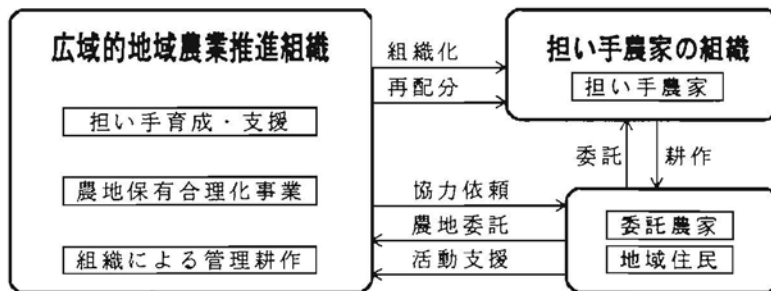 広域的地域農業推進組織
担い手育成・支援
農地保有合理化事業
組織による管理耕作
組織化
再配分
担い手農家の組織
担い手農家
委託
耕作
協力依頼
農地委託
活動支援
委託農家
地域住民